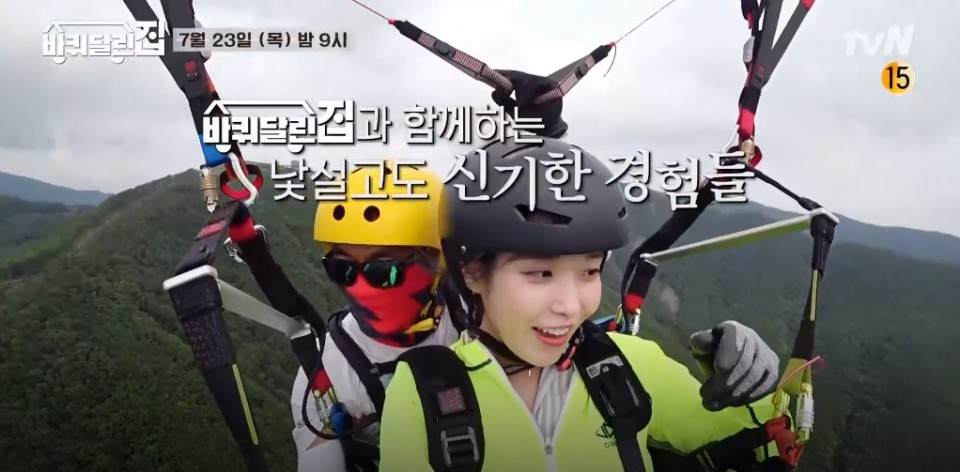 바퀴달린집
7월 23일 (목) 밤 9시
tvN
15
바퀴달린집과 함께하는
낯설고도 신기한 경험들